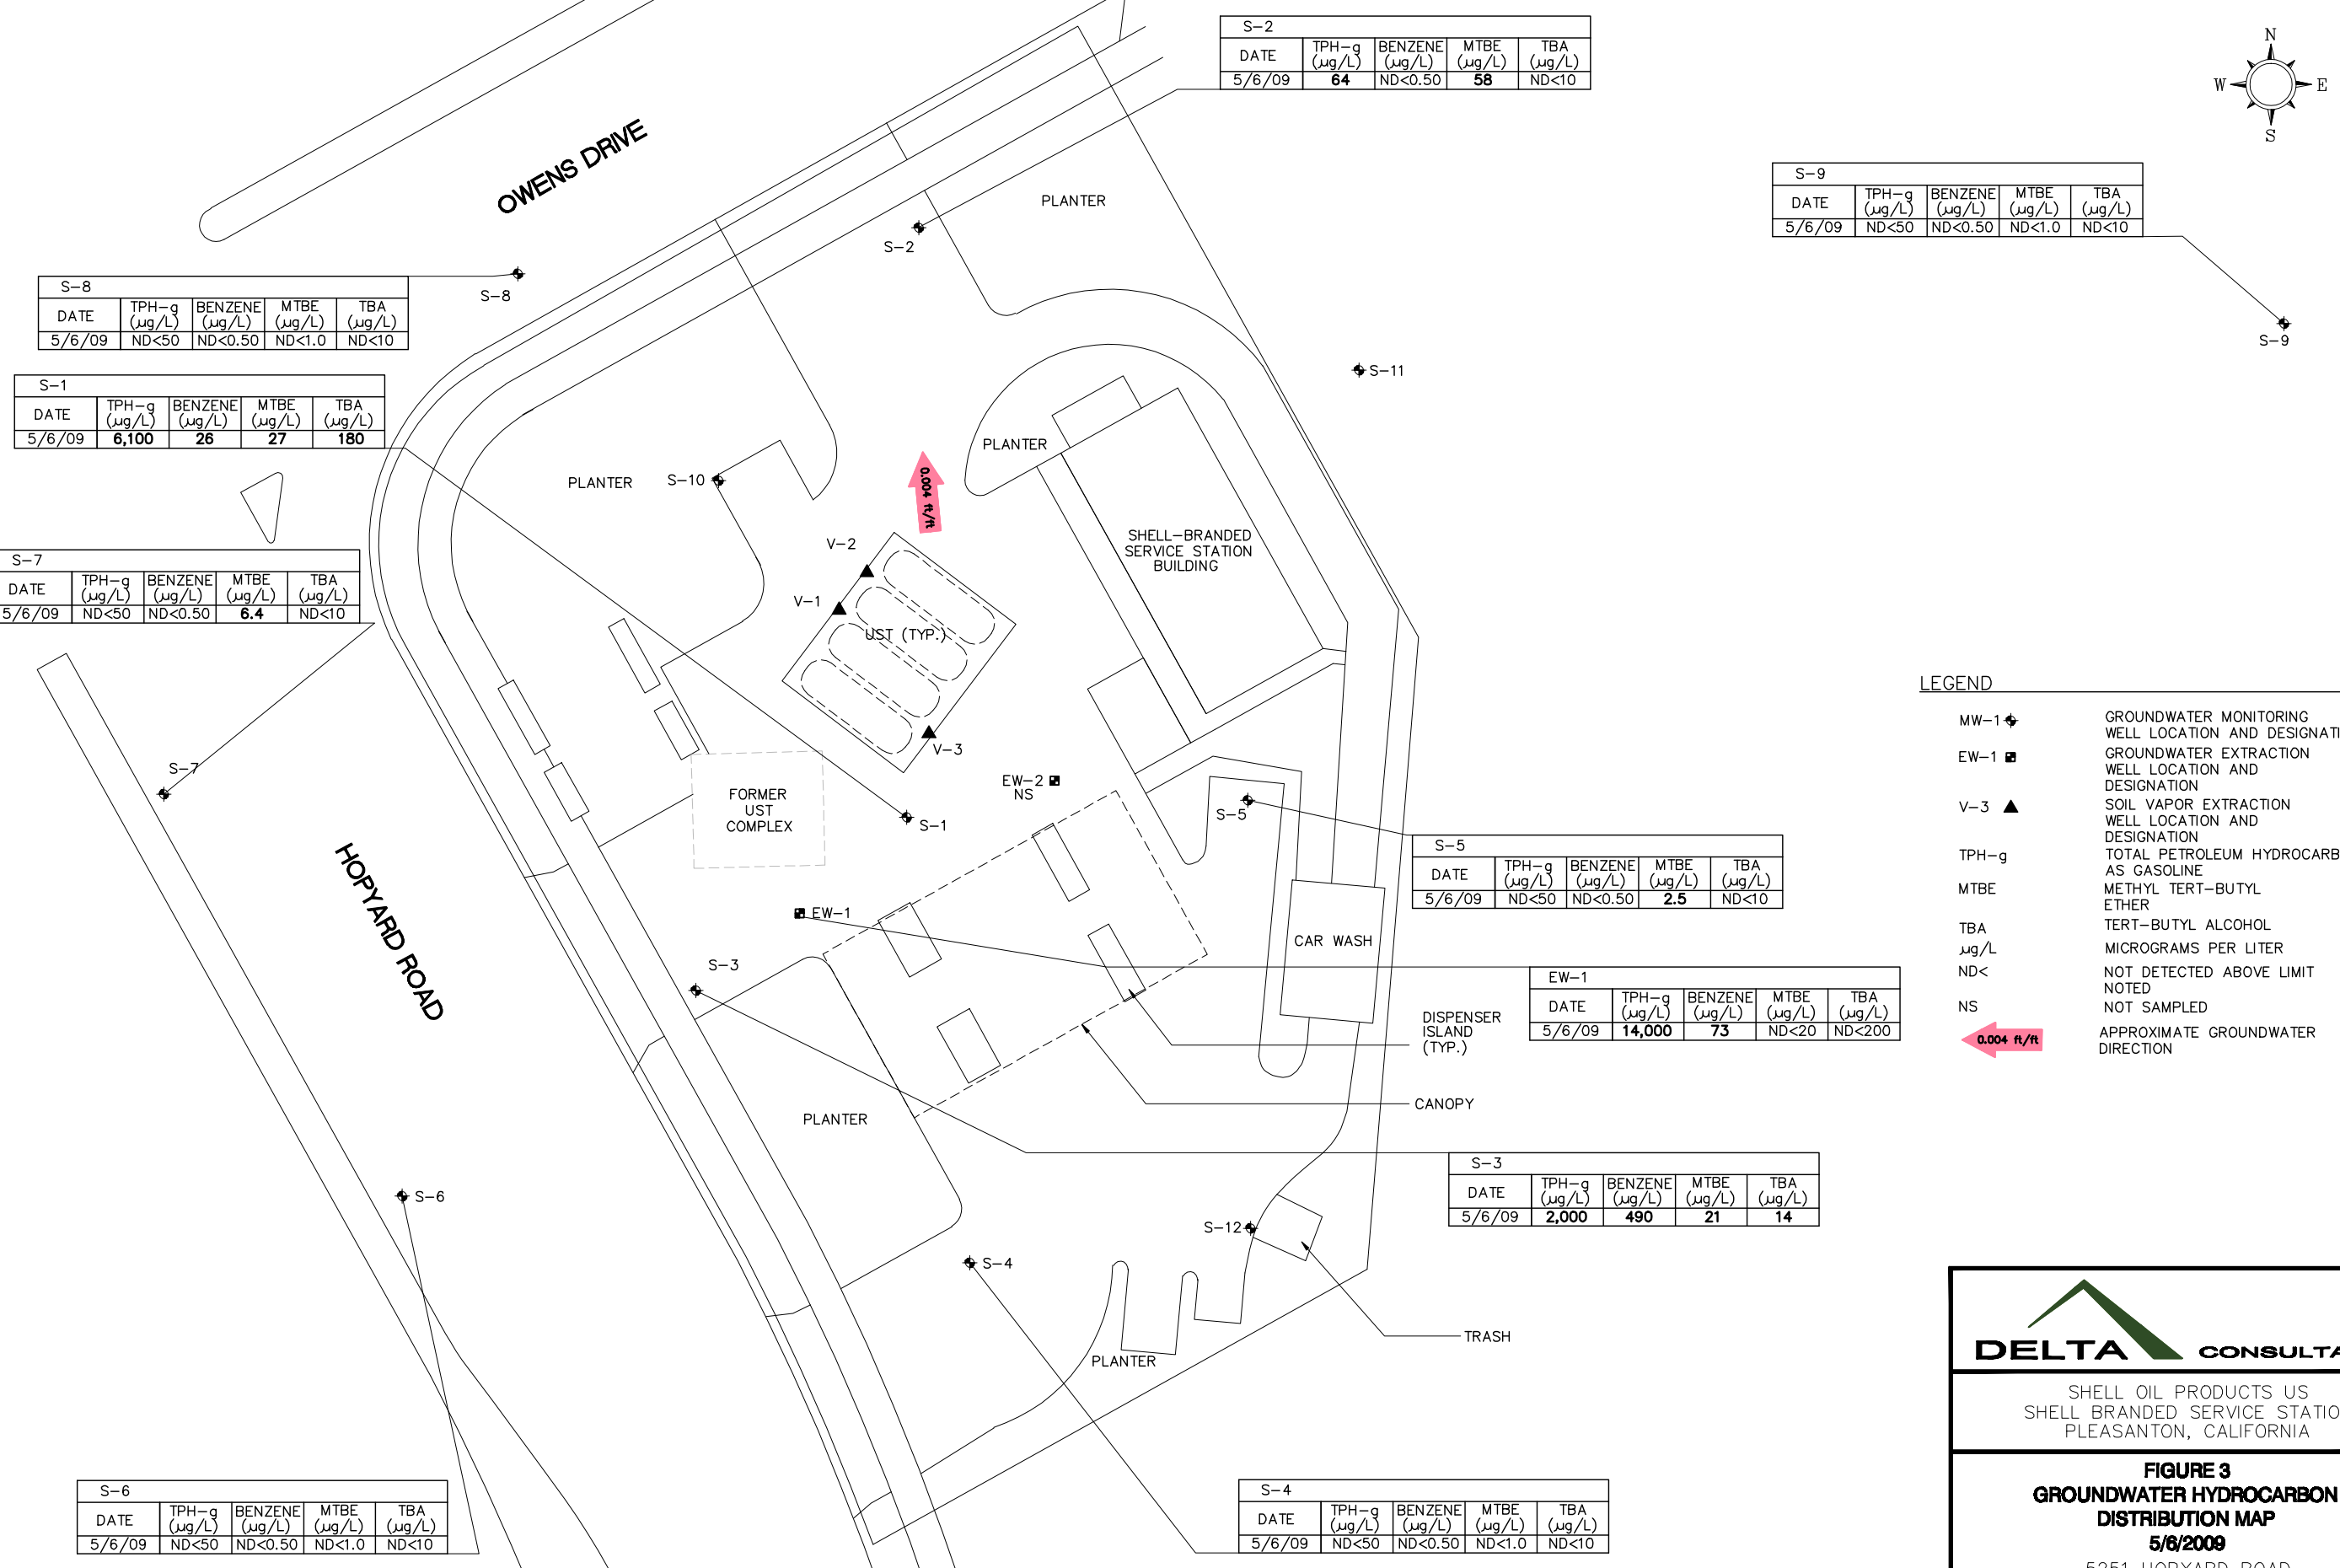 S-2
DATE TPH-g (µg/L) BENZENE (µg/L) MTBE (µg/L) TBA (µg/L)
5/6/09 64 ND<0.50 58 ND<10
N
W E
S
OWENS DRIVE
S-9
DATE TPH-g (µg/L) BENZENE (µg/L) MTBE (µg/L) TBA (µg/L)
5/6/09 ND<50 ND<0.50 ND<1.0 ND<10
PLANTER
S-2
S-8
S-9
S-8
DATE TPH-g (µg/L) BENZENE (µg/L) MTBE (µg/L) TBA (µg/L)
5/6/09 ND<50 ND<0.50 ND<1.0 ND<10
S-11
S-1
DATE TPH-g (µg/L) BENZENE (µg/L) MTBE (µg/L) TBA (µg/L)
5/6/09 6,100 26 27 180
PLANTER
PLANTER
S-10
0.004 ft/ft
SHELL-BRANDED
SERVICE STATION
BUILDING
V-2
V-1
UST (TYP.)
V-3
S-7
DATE TPH-g (µg/L) BENZENE (µg/L) MTBE (µg/L) TBA (µg/L)
5/6/09 ND<50 ND<0.50 6.4 ND<10
S-7
FORMER
UST
COMPLEX
EW-2
NS
S-1
S-5
HOPYARD ROAD
EW-1
S-3
S-5
DATE TPH-g (µg/L) BENZENE (µg/L) MTBE (µg/L) TBA (µg/L)
5/6/09 ND<50 ND<0.50 2.5 ND<10
CAR WASH
EW-1
DATE TPH-g (µg/L) BENZENE (µg/L) MTBE (µg/L) TBA (µg/L)
5/6/09 14,000 73 ND<20 ND<200
DISPENSER
ISLAND
(TYP.)
CANOPY
PLANTER
S-3
DATE TPH-g (µg/L) BENZENE (µg/L) MTBE (µg/L) TBA (µg/L)
5/6/09 2,000 490 21 14
S-6
S-12
S-4
TRASH
PLANTER
S-6
DATE TPH-g (µg/L) BENZENE (µg/L) MTBE (µg/L) TBA (µg/L)
5/6/09 ND<50 ND<0.50 ND<1.0 ND<10
S-4
DATE TPH-g (µg/L) BENZENE (µg/L) MTBE (µg/L) TBA (µg/L)
5/6/09 ND<50 ND<0.50 ND<1.0 ND<10
LEGEND
MW-1 GROUNDWATER MONITORING
WELL LOCATION AND DESIGNATI
EW-1 GROUNDWATER EXTRACTION
WELL LOCATION AND
DESIGNATION
V-3 SOIL VAPOR EXTRACTION
WELL LOCATION AND
DESIGNATION
TPH-g TOTAL PETROLEUM HYDROCARB
AS GASOLINE
MTBE METHYL TERT-BUTYL
ETHER
TBA TERT-BUTYL ALCOHOL
µg/L MICROGRAMS PER LITER
ND< NOT DETECTED ABOVE LIMIT
NOTED
NS NOT SAMPLED
0.004 ft/ft APPROXIMATE GROUNDWATER
DIRECTION
DELTA CONSULTA
SHELL OIL PRODUCTS US
SHELL BRANDED SERVICE STATIO
PLEASANTON, CALIFORNIA
FIGURE 3
GROUNDWATER HYDROCARBON
DISTRIBUTION MAP
5/6/2009
5251 HOPYARD ROAD